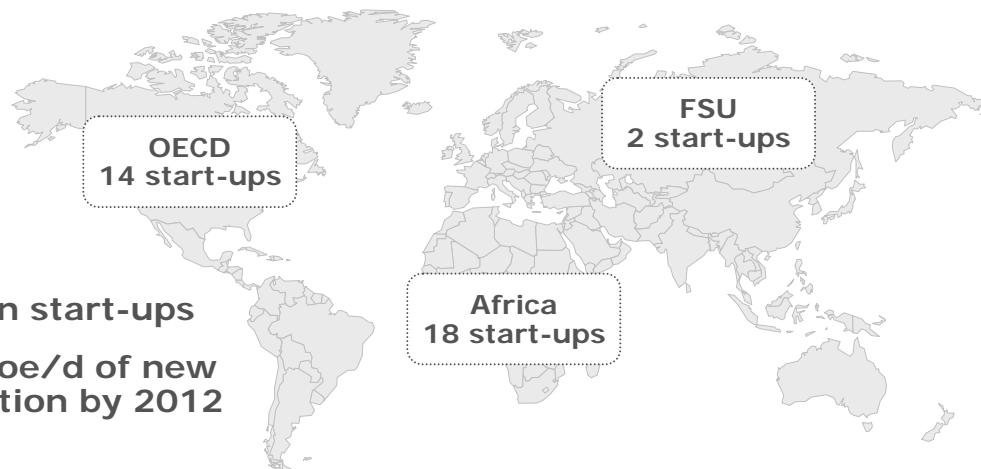 OECD
14 start-ups
FSU
2 start-ups
Africa
18 start-ups
start-ups
of new
by 2012